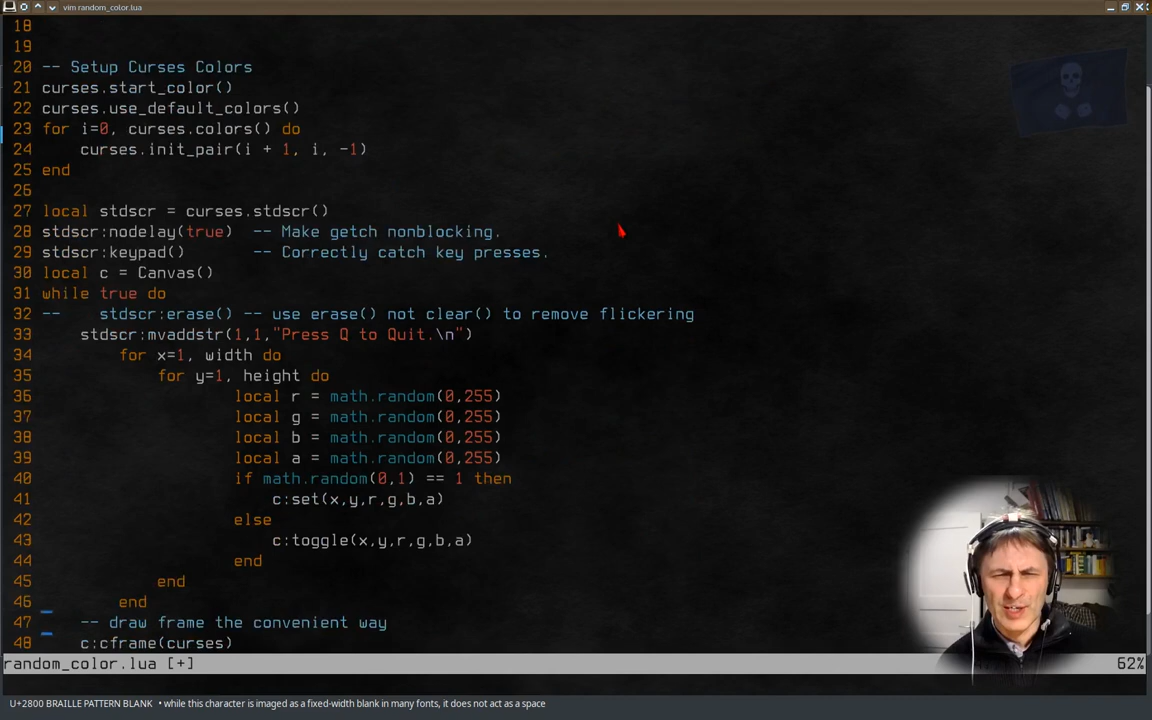 vim random_color.lua
18
19
20 -- Setup Curses Colors
21 curses.start_color()
22 curses.use_default_colors()
23 for i=0, curses.colors() do
24     curses.init_pair(i + 1, i, -1)
25 end
26
27 local stdscr = curses.stdscr()
28 stdscr:nodelay(true)  -- Make getch nonblocking.
29 stdscr:keypad()       -- Correctly catch key presses.
30 local c = Canvas()
31 while true do
32 --    stdscr:erase() -- use erase() not clear() to remove flickering
33     stdscr:mvaddstr(1,1,"Press Q to Quit.\n")
34         for x=1, width do
35             for y=1, height do
36                     local r = math.random(0,255)
37                     local g = math.random(0,255)
38                     local b = math.random(0,255)
39                     local a = math.random(0,255)
40                     if math.random(0,1) == 1 then
41                         c:set(x,y,r,g,b,a)
42                     else
43                         c:toggle(x,y,r,g,b,a)
44                     end
45             end
46         end
47     -- draw frame the convenient way
48     c:cframe(curses)
random_color.lua [+] 62%
U+2800 BRAILLE PATTERN BLANK • while this character is imaged as a fixed-width blank in many fonts, it does not act as a space